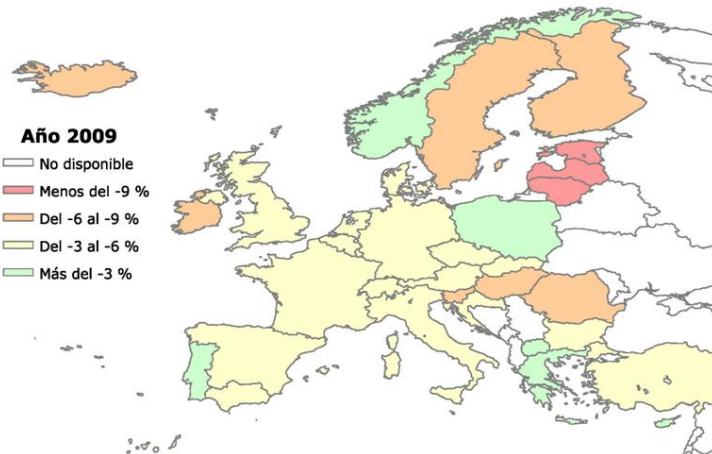 Año 2009
No disponible
Menos del -9 %
Del -6 al -9 %
Del -3 al -6 %
Más del -3 %